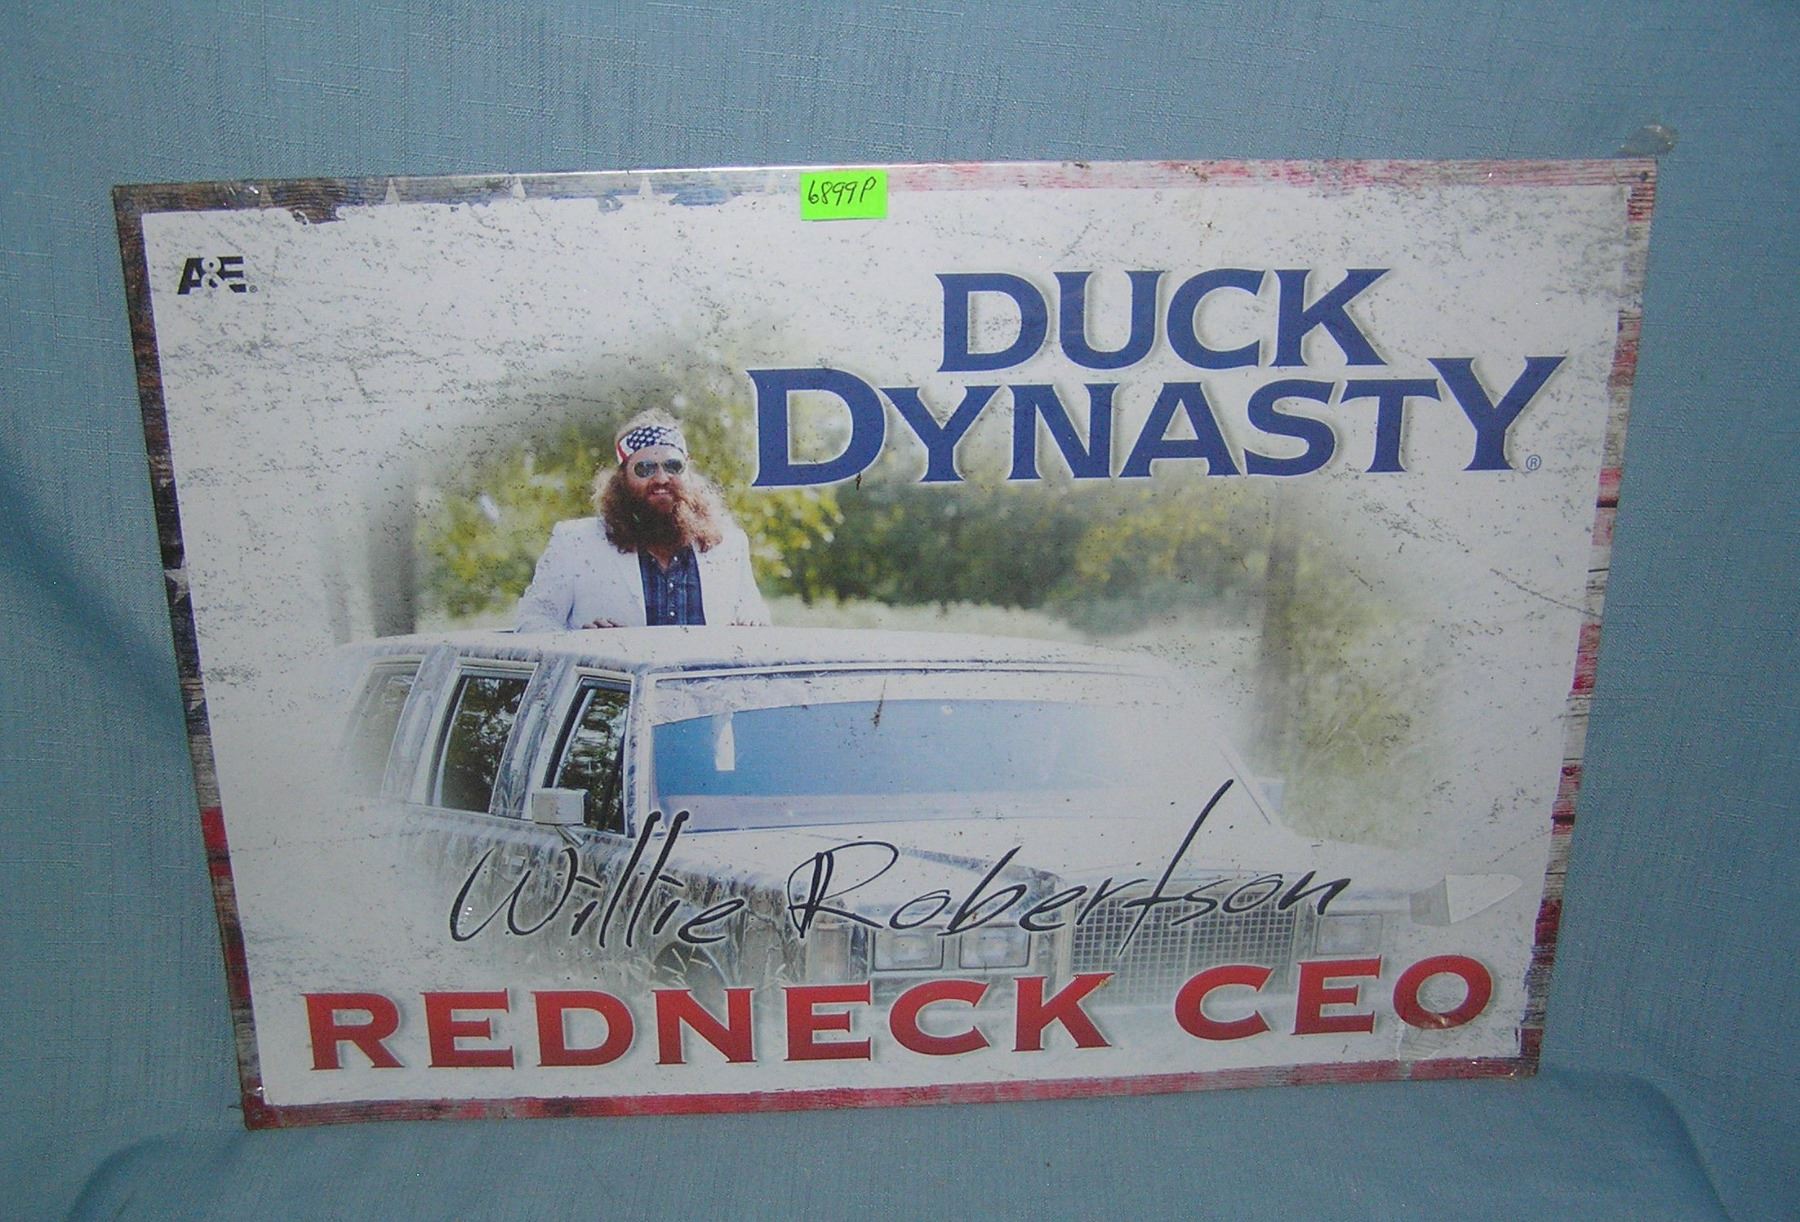 6899P
A&E®
DUCK
DYNASTY®
Willie Robertson
REDNECK CEO